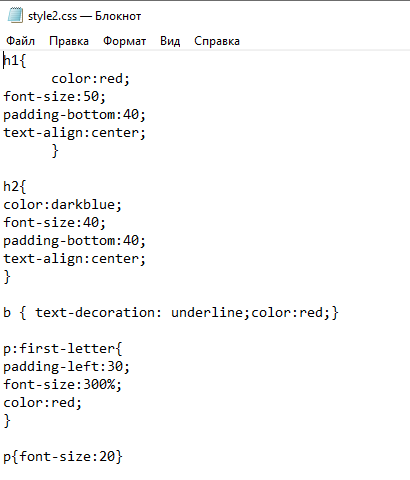 style2.css — Блокнот
Файл Правка Формат Вид Справка
h1{
      color:red;
font-size:50;
padding-bottom:40;
text-align:center;
      }

h2{
color:darkblue;
font-size:40;
padding-bottom:40;
text-align:center;
}

b { text-decoration: underline;color:red;}

p:first-letter{
padding-left:30;
font-size:300%;
color:red;
}

p{font-size:20}